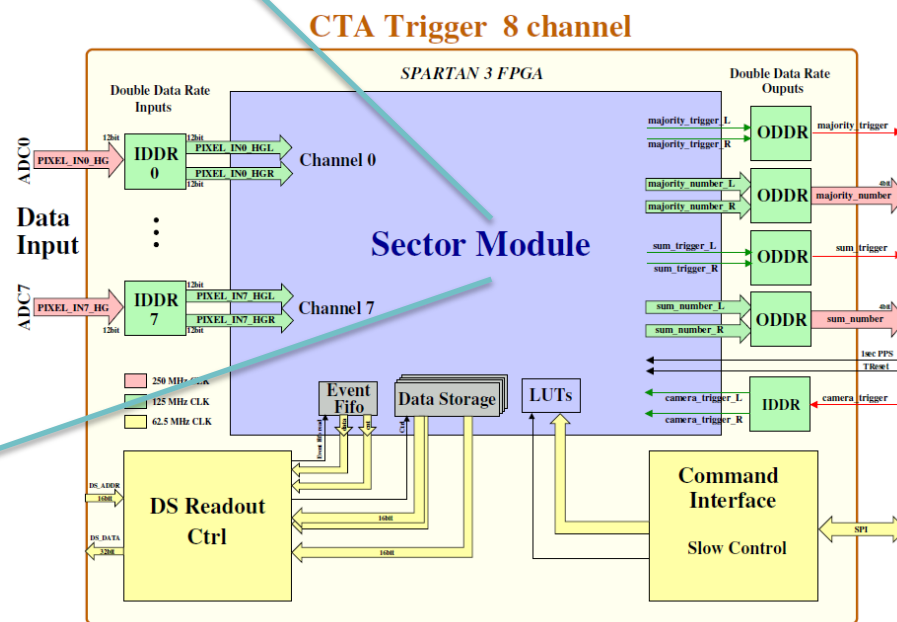 CTA Trigger 8 channel
SPARTAN 3 FPGA
Double Data Rate
Inputs
Double Data Rate
Ouputs
ADC0
12bit
PIXEL_IN0_HG
IDDR
0
12bit
PIXEL_IN0_HGL
PIXEL_IN0_HGR
12bit
Channel 0
Data
Input
ADC7
PIXEL_IN7_HG
12bit
IDDR
7
12bit
PIXEL_IN7_HGL
PIXEL_IN7_HGR
12bit
Channel 7
Sector Module
majority_trigger_L
majority_trigger_R
ODDR
majority_trigger
majority_number_L
majority_number_R
ODDR
4bit
majority_number
sum_trigger_L
sum_trigger_R
ODDR
sum_trigger
sum_number_L
sum_number_R
ODDR
4bit
sum_number
1sec PPS
TReset
camera_trigger_L
camera_trigger_R
IDDR
camera_trigger
250 MHz CLK
125 MHz CLK
62.5 MHz CLK
Event
Fifo
Data Storage
LUTs
data
cnt
Ctrl
DS_ADDR
16bit
DS_DATA
32bit
DS Readout
Ctrl
16bit
16bit
Command
Interface
Slow Control
SPI